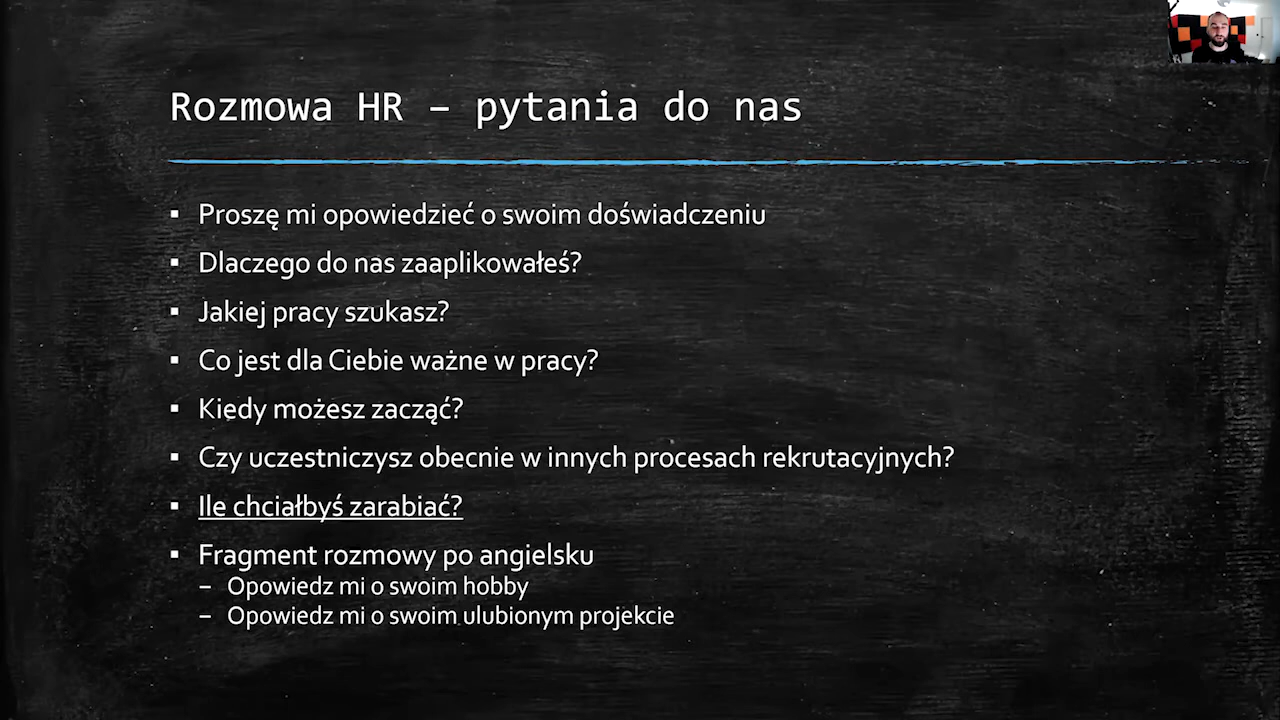 Rozmowa HR – pytania do nas
▪ Proszę mi opowiedzieć o swoim doświadczeniu
▪ Dlaczego do nas zaaplikowałeś?
▪ Jakiej pracy szukasz?
▪ Co jest dla Ciebie ważne w pracy?
▪ Kiedy możesz zacząć?
▪ Czy uczestniczysz obecnie w innych procesach rekrutacyjnych?
▪ Ile chciałbyś zarabiać?
▪ Fragment rozmowy po angielsku
– Opowiedz mi o swoim hobby
– Opowiedz mi o swoim ulubionym projekcie